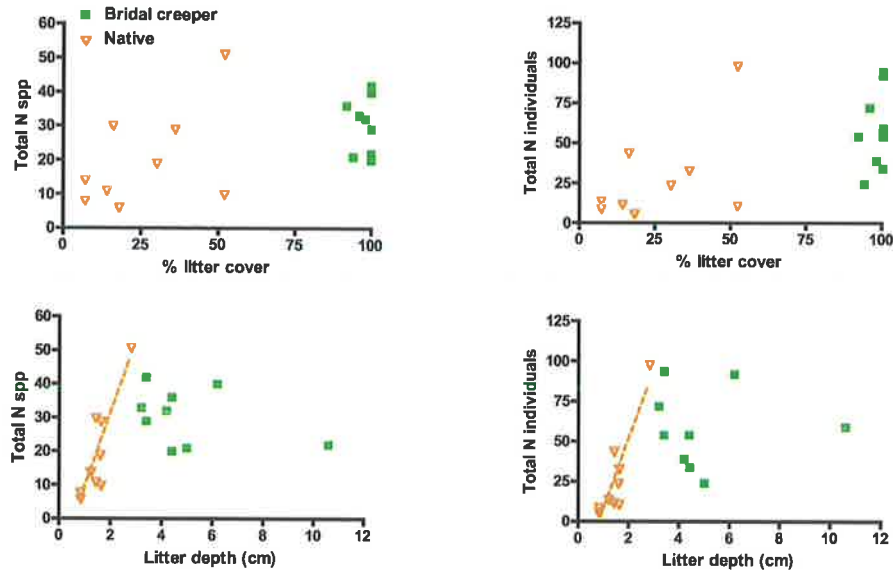 Bridal creeper
Native
Total N spp
60
50
40
30
20
10
0
0 25 50 75 100
% litter cover
Total N individuals
125
100
75
50
25
0
0 25 50 75 100
% litter cover
Total N spp
60
50
40
30
20
10
0
0 2 4 6 8 10 12
Litter depth (cm)
Total N individuals
125
100
75
50
25
0
0 2 4 6 8 10 12
Litter depth (cm)